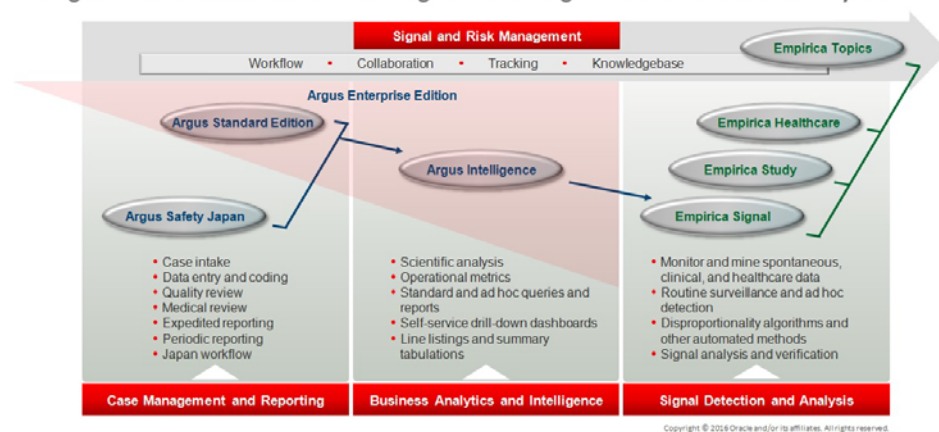 Signal and Risk Management
Empirica Topics
Workflow • Collaboration • Tracking • Knowledgebase
Argus Enterprise Edition
Argus Standard Edition
Empirica Healthcare
Argus Intelligence
Empirica Study
Argus Safety Japan
Empirica Signal
• Case intake
• Data entry and coding
• Quality review
• Medical review
• Expedited reporting
• Periodic reporting
• Japan workflow
• Scientific analysis
• Operational metrics
• Standard and ad hoc queries and
reports
• Self-service drill-down dashboards
• Line listings and summary
tabulations
• Monitor and mine spontaneous,
clinical, and healthcare data
• Routine surveillance and ad hoc
detection
• Disproportionality algorithms and
other automated methods
• Signal analysis and verification
Case Management and Reporting
Business Analytics and Intelligence
Signal Detection and Analysis
Copyright © 2016 Oracle and/or its affiliates. All rights reserved.